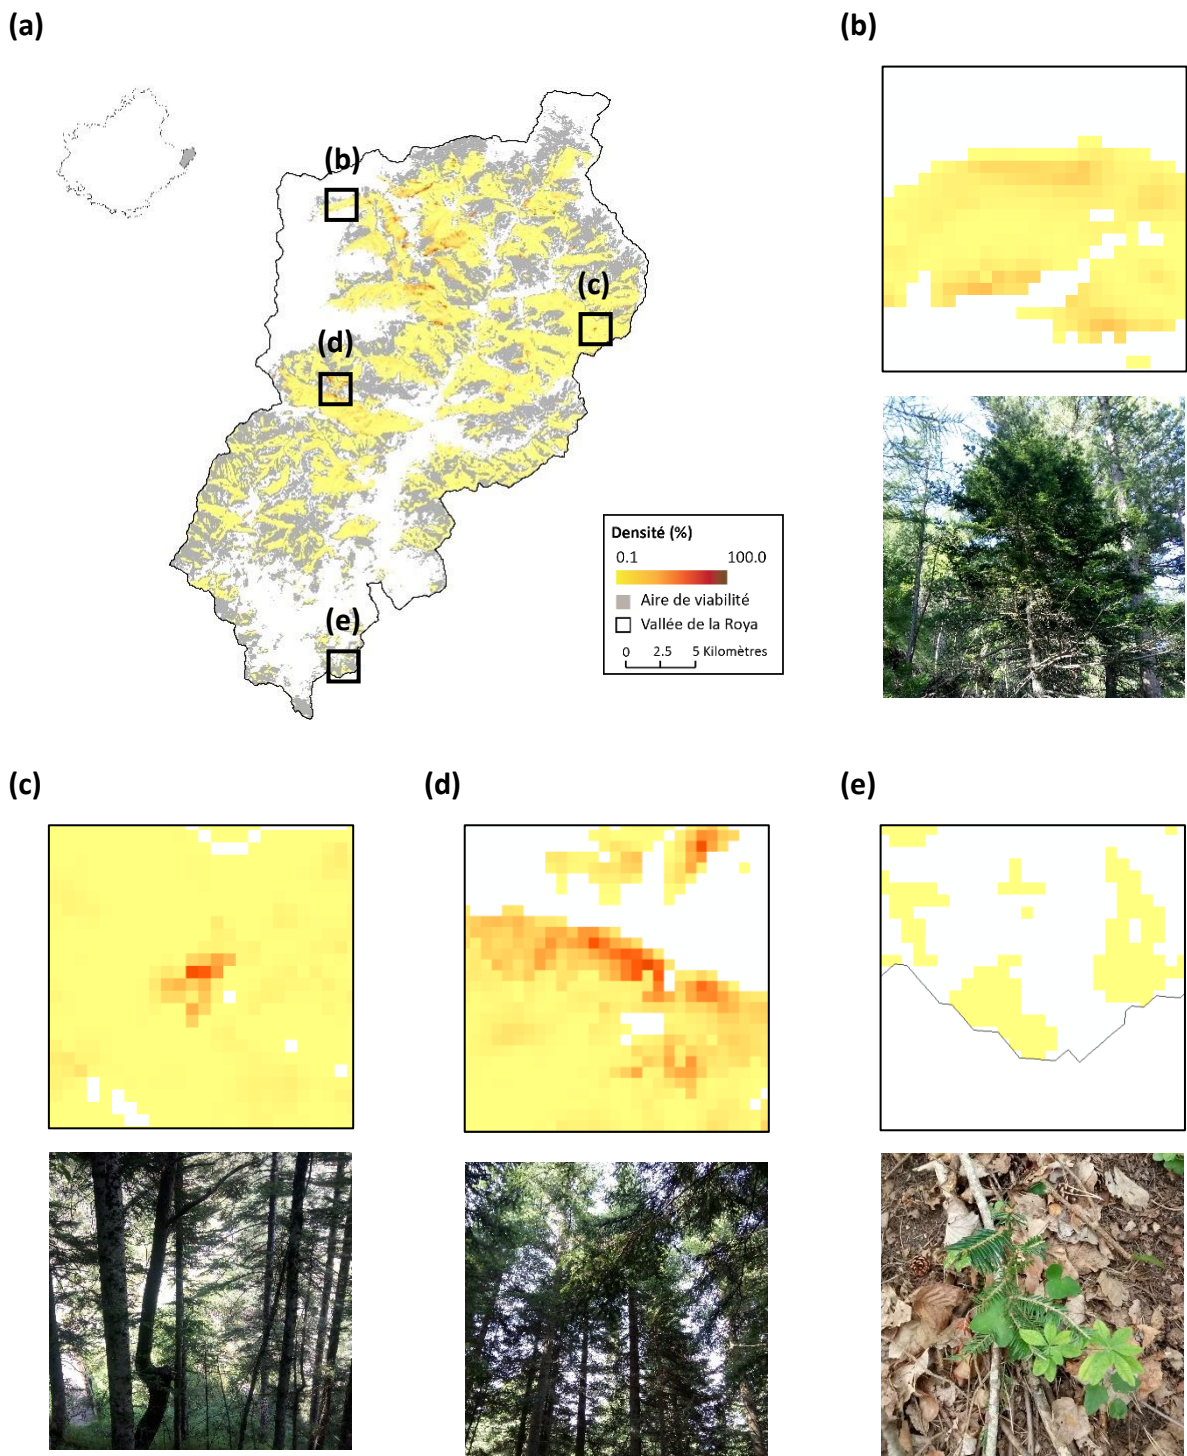 (a)
(b)
(b)
(c)
(d)
(e)
Densité (%)
0.1 100.0
Aire de viabilité
Vallée de la Roya
0 2.5 5 Kilomètres
(c)
(d)
(e)